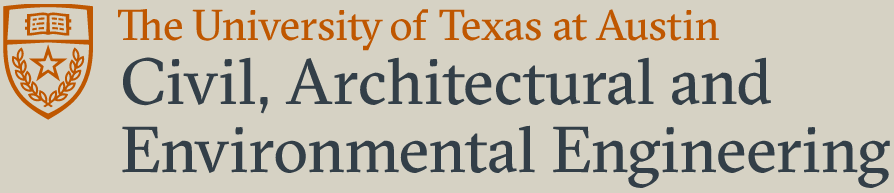 The University of Texas at Austin
Civil, Architectural and
Environmental Engineering